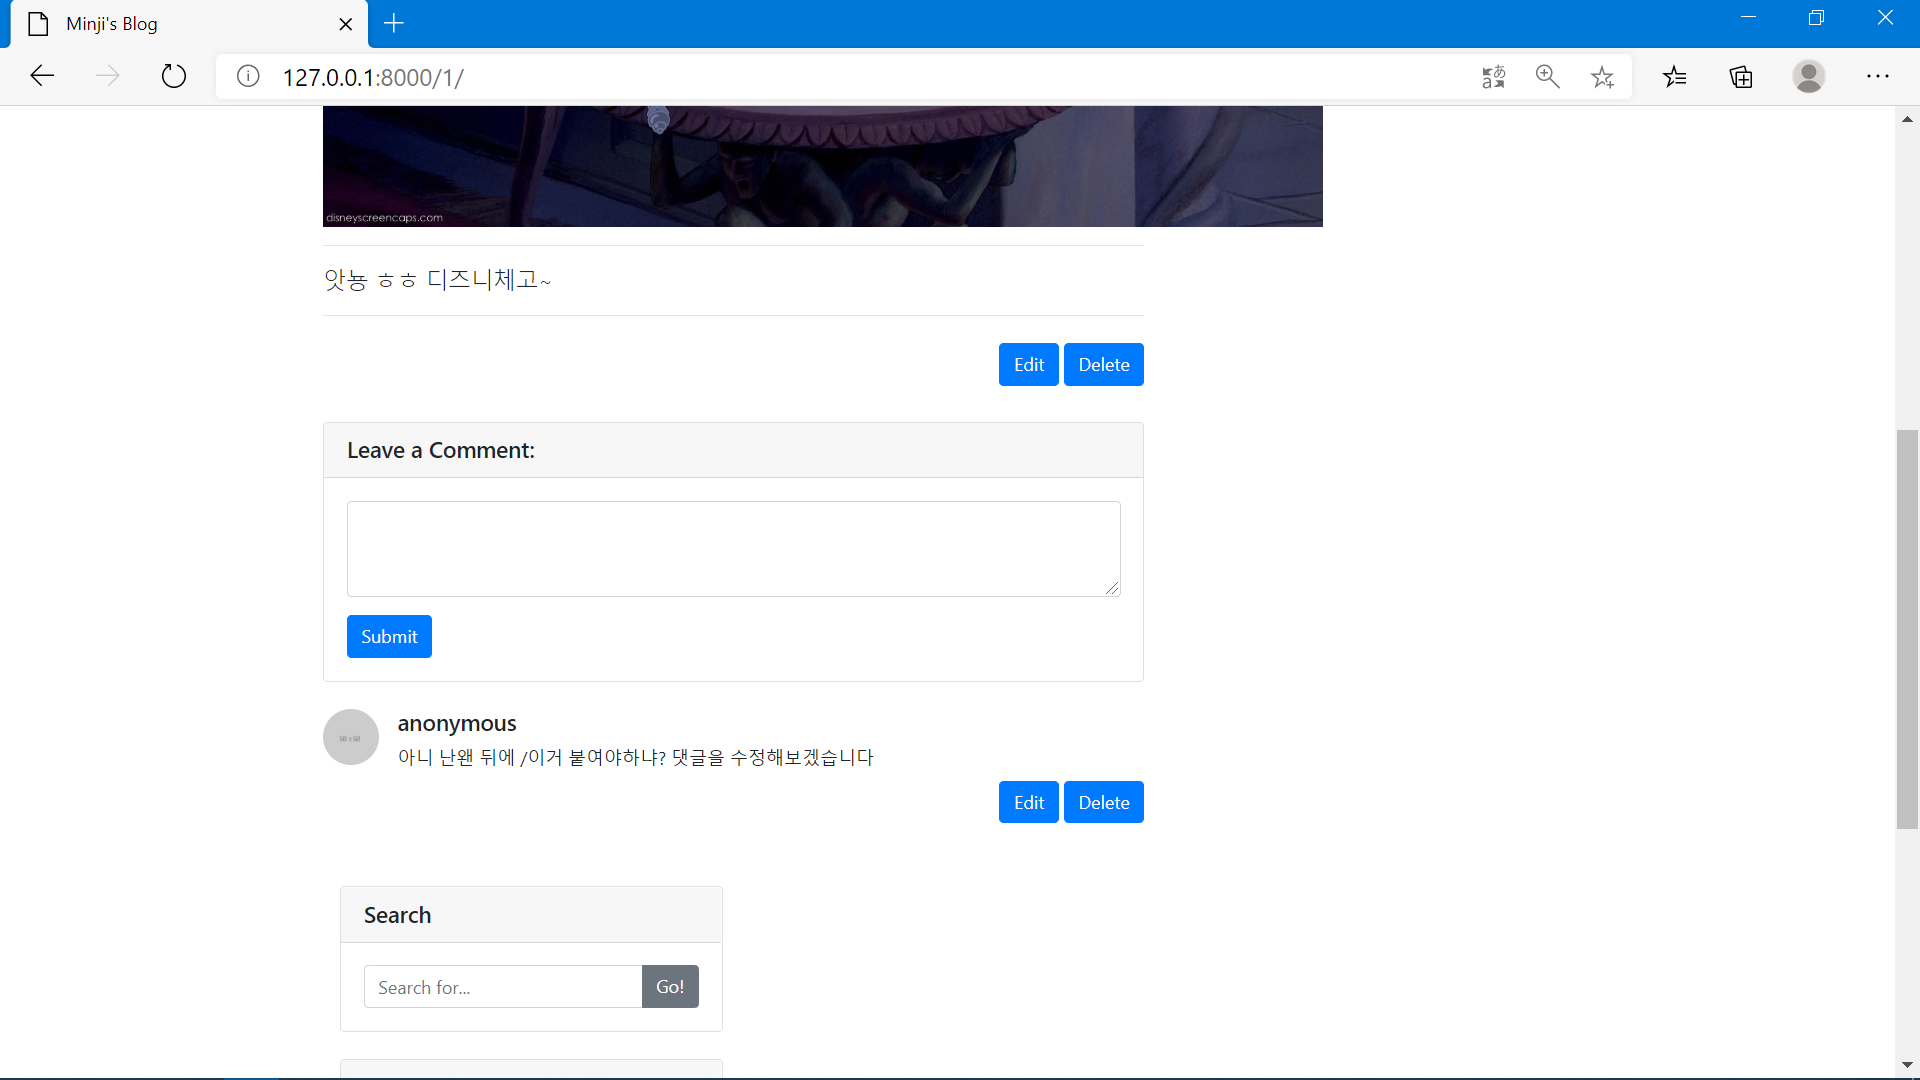 Minji's Blog
127.0.0.1:8000/1/
disneyscreencaps.com
앗뇽 ㅎㅎ 디즈니체고~
Edit Delete
Leave a Comment:
Submit
50 x 50
anonymous
아니 난왠 뒤에 /이거 붙여야하냐? 댓글을 수정해보겠습니다
Edit Delete
Search
Search for... Go!